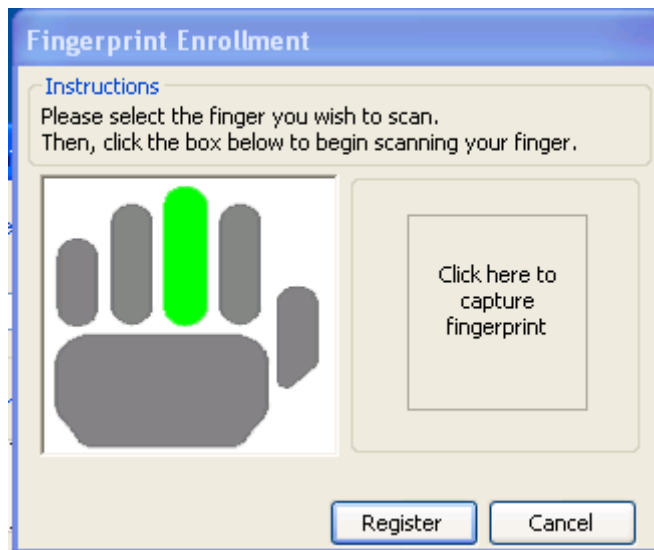 Fingerprint Enrollment
Instructions
Please select the finger you wish to scan.
Then, click the box below to begin scanning your finger.
Click here to
capture
fingerprint
Register
Cancel